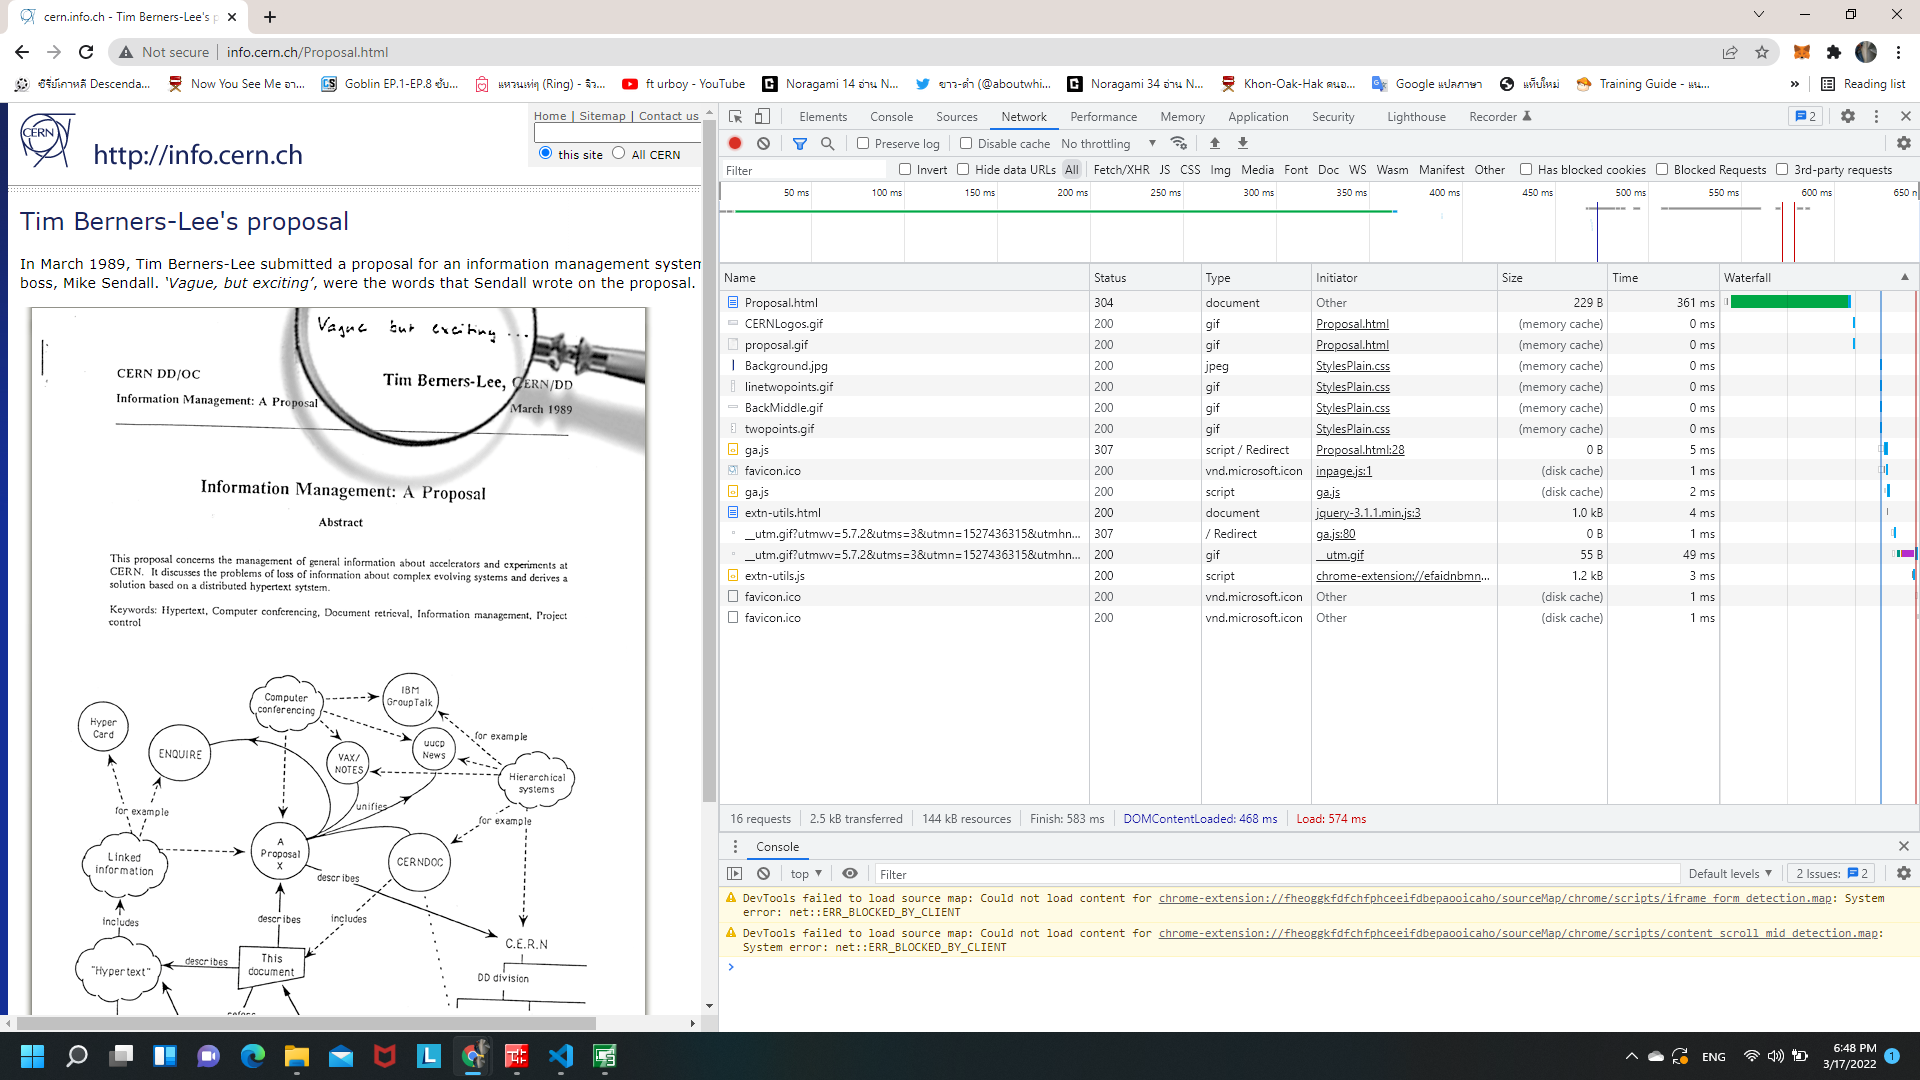 cern.info.ch - Tim Berners-Lee's p
Not secure
info.cern.ch/Proposal.html
ซีรี่ย์เกาหลี Descenda...
Now You See Me อา...
Goblin EP.1-EP.8 ซับ...
แหวนเหตุ (Ring) - จิว...
ft urboy - YouTube
Noragami 14 อ่าน N...
ขาว-ดำ (@aboutwhi...
Noragami 34 อ่าน N...
Khon-Oak-Hak คนอ...
Google แปลภาษา
แท็บใหม่
Training Guide - แน...
»
Reading list
CERN
http://info.cern.ch
Home | Sitemap | Contact us
this site
All CERN
Tim Berners-Lee's proposal
In March 1989, Tim Berners-Lee submitted a proposal for an information management system
boss, Mike Sendall. 'Vague, but exciting', were the words that Sendall wrote on the proposal.
Vague but exciting ...
CERN DD/OC
Tim Berners-Lee, CERN/DD
Information Management: A Proposal
March 1989
Information Management: A Proposal
Abstract
This proposal concerns the management of general information about accelerators and experiments at
CERN. It discusses the problems of loss of information about complex evolving systems and derives a
solution based on a distributed hypertext system.
Keywords: Hypertext, Computer conferencing, Document retrieval, Information management, Project
control
Computer
conferencing
IBM
GroupTalk
Hyper
Card
ENQUIRE
VAX/
NOTES
uucp
News
for example
Hierarchical
systems
unifies
for example
for example
A
Proposal
X
CERNDOC
Linked
information
describes
includes
describes
includes
C.E.R.N
"Hypertext"
describes
This
document
DD division
Elements
Console
Sources
Network
Performance
Memory
Application
Security
Lighthouse
Recorder
2
Preserve log
Disable cache
No throttling
Filter
Invert
Hide data URLs
All
Fetch/XHR
JS
CSS
Img
Media
Font
Doc
WS
Wasm
Manifest
Other
Has blocked cookies
Blocked Requests
3rd-party requests
50 ms
100 ms
150 ms
200 ms
250 ms
300 ms
350 ms
400 ms
450 ms
500 ms
550 ms
600 ms
650 n
Name Status Type Initiator Size Time Waterfall
Proposal.html 304 document Other 229 B 361 ms
CERNLogos.gif 200 gif Proposal.html (memory cache) 0 ms
proposal.gif 200 gif Proposal.html (memory cache) 0 ms
Background.jpg 200 jpeg StylesPlain.css (memory cache) 0 ms
linetwopoints.gif 200 gif StylesPlain.css (memory cache) 0 ms
BackMiddle.gif 200 gif StylesPlain.css (memory cache) 0 ms
twopoints.gif 200 gif StylesPlain.css (memory cache) 0 ms
ga.js 307 script / Redirect Proposal.html:28 0 B 5 ms
favicon.ico 200 vnd.microsoft.icon inpage.js:1 (disk cache) 1 ms
ga.js 200 script ga.js (disk cache) 2 ms
extn-utils.html 200 document jquery-3.1.1.min.js:3 1.0 kB 4 ms
__utm.gif?utmwv=5.7.2&utms=3&utmn=1527436315&utmhn... 307 / Redirect ga.js:80 0 B 1 ms
__utm.gif?utmwv=5.7.2&utms=3&utmn=1527436315&utmhn... 200 gif __utm.gif 55 B 49 ms
extn-utils.js 200 script chrome-extension://efaidnbmn... 1.2 kB 3 ms
favicon.ico 200 vnd.microsoft.icon Other (disk cache) 1 ms
favicon.ico 200 vnd.microsoft.icon Other (disk cache) 1 ms
16 requests
2.5 kB transferred
144 kB resources
Finish: 583 ms
DOMContentLoaded: 468 ms
Load: 574 ms
Console
top
Filter
Default levels
2 Issues:
2
DevTools failed to load source map: Could not load content for chrome-extension://fheoggkfdfchfphceeifdbepaooicaho/sourceMap/chrome/scripts/iframe_form_detection.map: System
error: net::ERR_BLOCKED_BY_CLIENT
DevTools failed to load source map: Could not load content for chrome-extension://fheoggkfdfchfphceeifdbepaooicaho/sourceMap/chrome/scripts/content_scroll_mid_detection.map:
System error: net::ERR_BLOCKED_BY_CLIENT
ENG
6:48 PM
3/17/2022
1